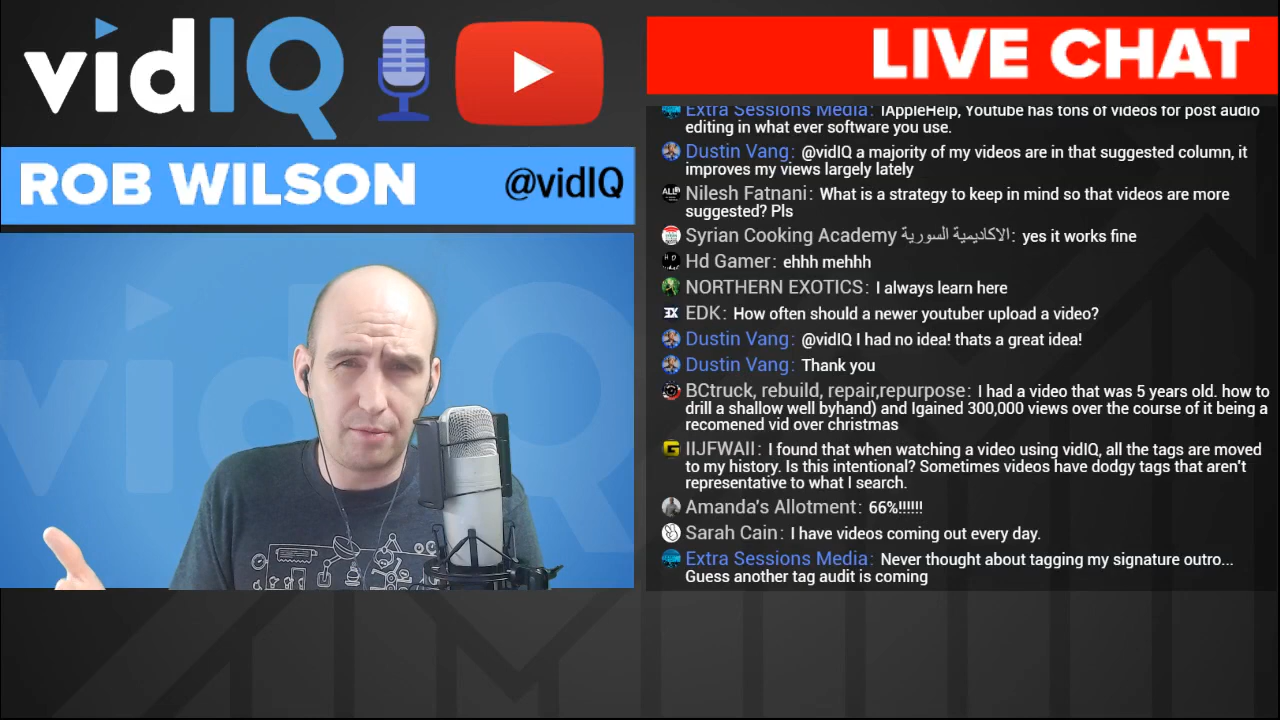 vidIQ
LIVE CHAT
ROB WILSON
@vidIQ
Extra Sessions Media: IAppleHelp, Youtube has tons of videos for post audio
editing in what ever software you use.
Dustin Vang: @vidIQ a majority of my videos are in that suggested column, it
improves my views largely lately
Nilesh Fatnani: What is a strategy to keep in mind so that videos are more
suggested? Pls
Syrian Cooking Academy الاكاديمية السورية: yes it works fine
Hd Gamer: ehhh mehhh
NORTHERN EXOTICS: I always learn here
EDK: How often should a newer youtuber upload a video?
Dustin Vang: @vidIQ I had no idea! thats a great idea!
Dustin Vang: Thank you
BCtruck, rebuild, repair,repurpose: I had a video that was 5 years old. how to
drill a shallow well byhand) and Igained 300,000 views over the course of it being a
recomened vid over christmas
IIJFWAII: I found that when watching a video using vidIQ, all the tags are moved
to my history. Is this intentional? Sometimes videos have dodgy tags that aren't
representative to what I search.
Amanda's Allotment: 66%!!!!!!
Sarah Cain: I have videos coming out every day.
Extra Sessions Media: Never thought about tagging my signature outro...
Guess another tag audit is coming